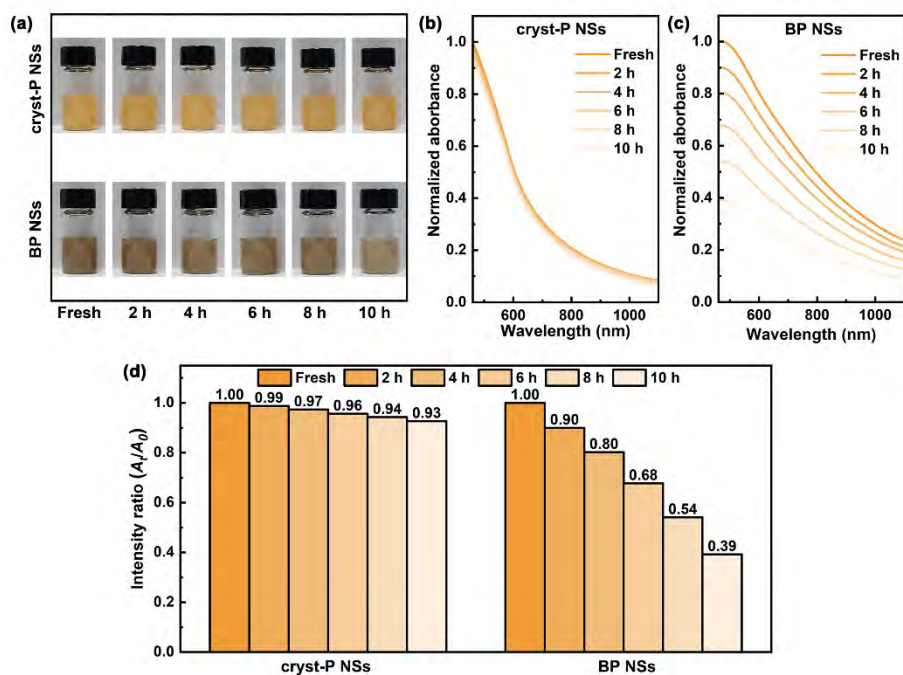 (a)
cryst-P NSs
BP NSs
Fresh 2 h 4 h 6 h 8 h 10 h
(b)
cryst-P NSs
Fresh
2 h
4 h
6 h
8 h
10 h
Normalized absorbance
1.0
0.8
0.6
0.4
0.2
0.0
600 800 1000
Wavelength (nm)
(c)
BP NSs
Fresh
2 h
4 h
6 h
8 h
10 h
Normalized absorbance
1.0
0.8
0.6
0.4
0.2
0.0
600 800 1000
Wavelength (nm)
(d)
Fresh 2 h 4 h 6 h 8 h 10 h
Intensity ratio (At/A0)
1.0
0.8
0.6
0.4
0.2
0.0
1.00 0.99 0.97 0.96 0.94 0.93
1.00 0.90 0.80 0.68 0.54 0.39
cryst-P NSs BP NSs